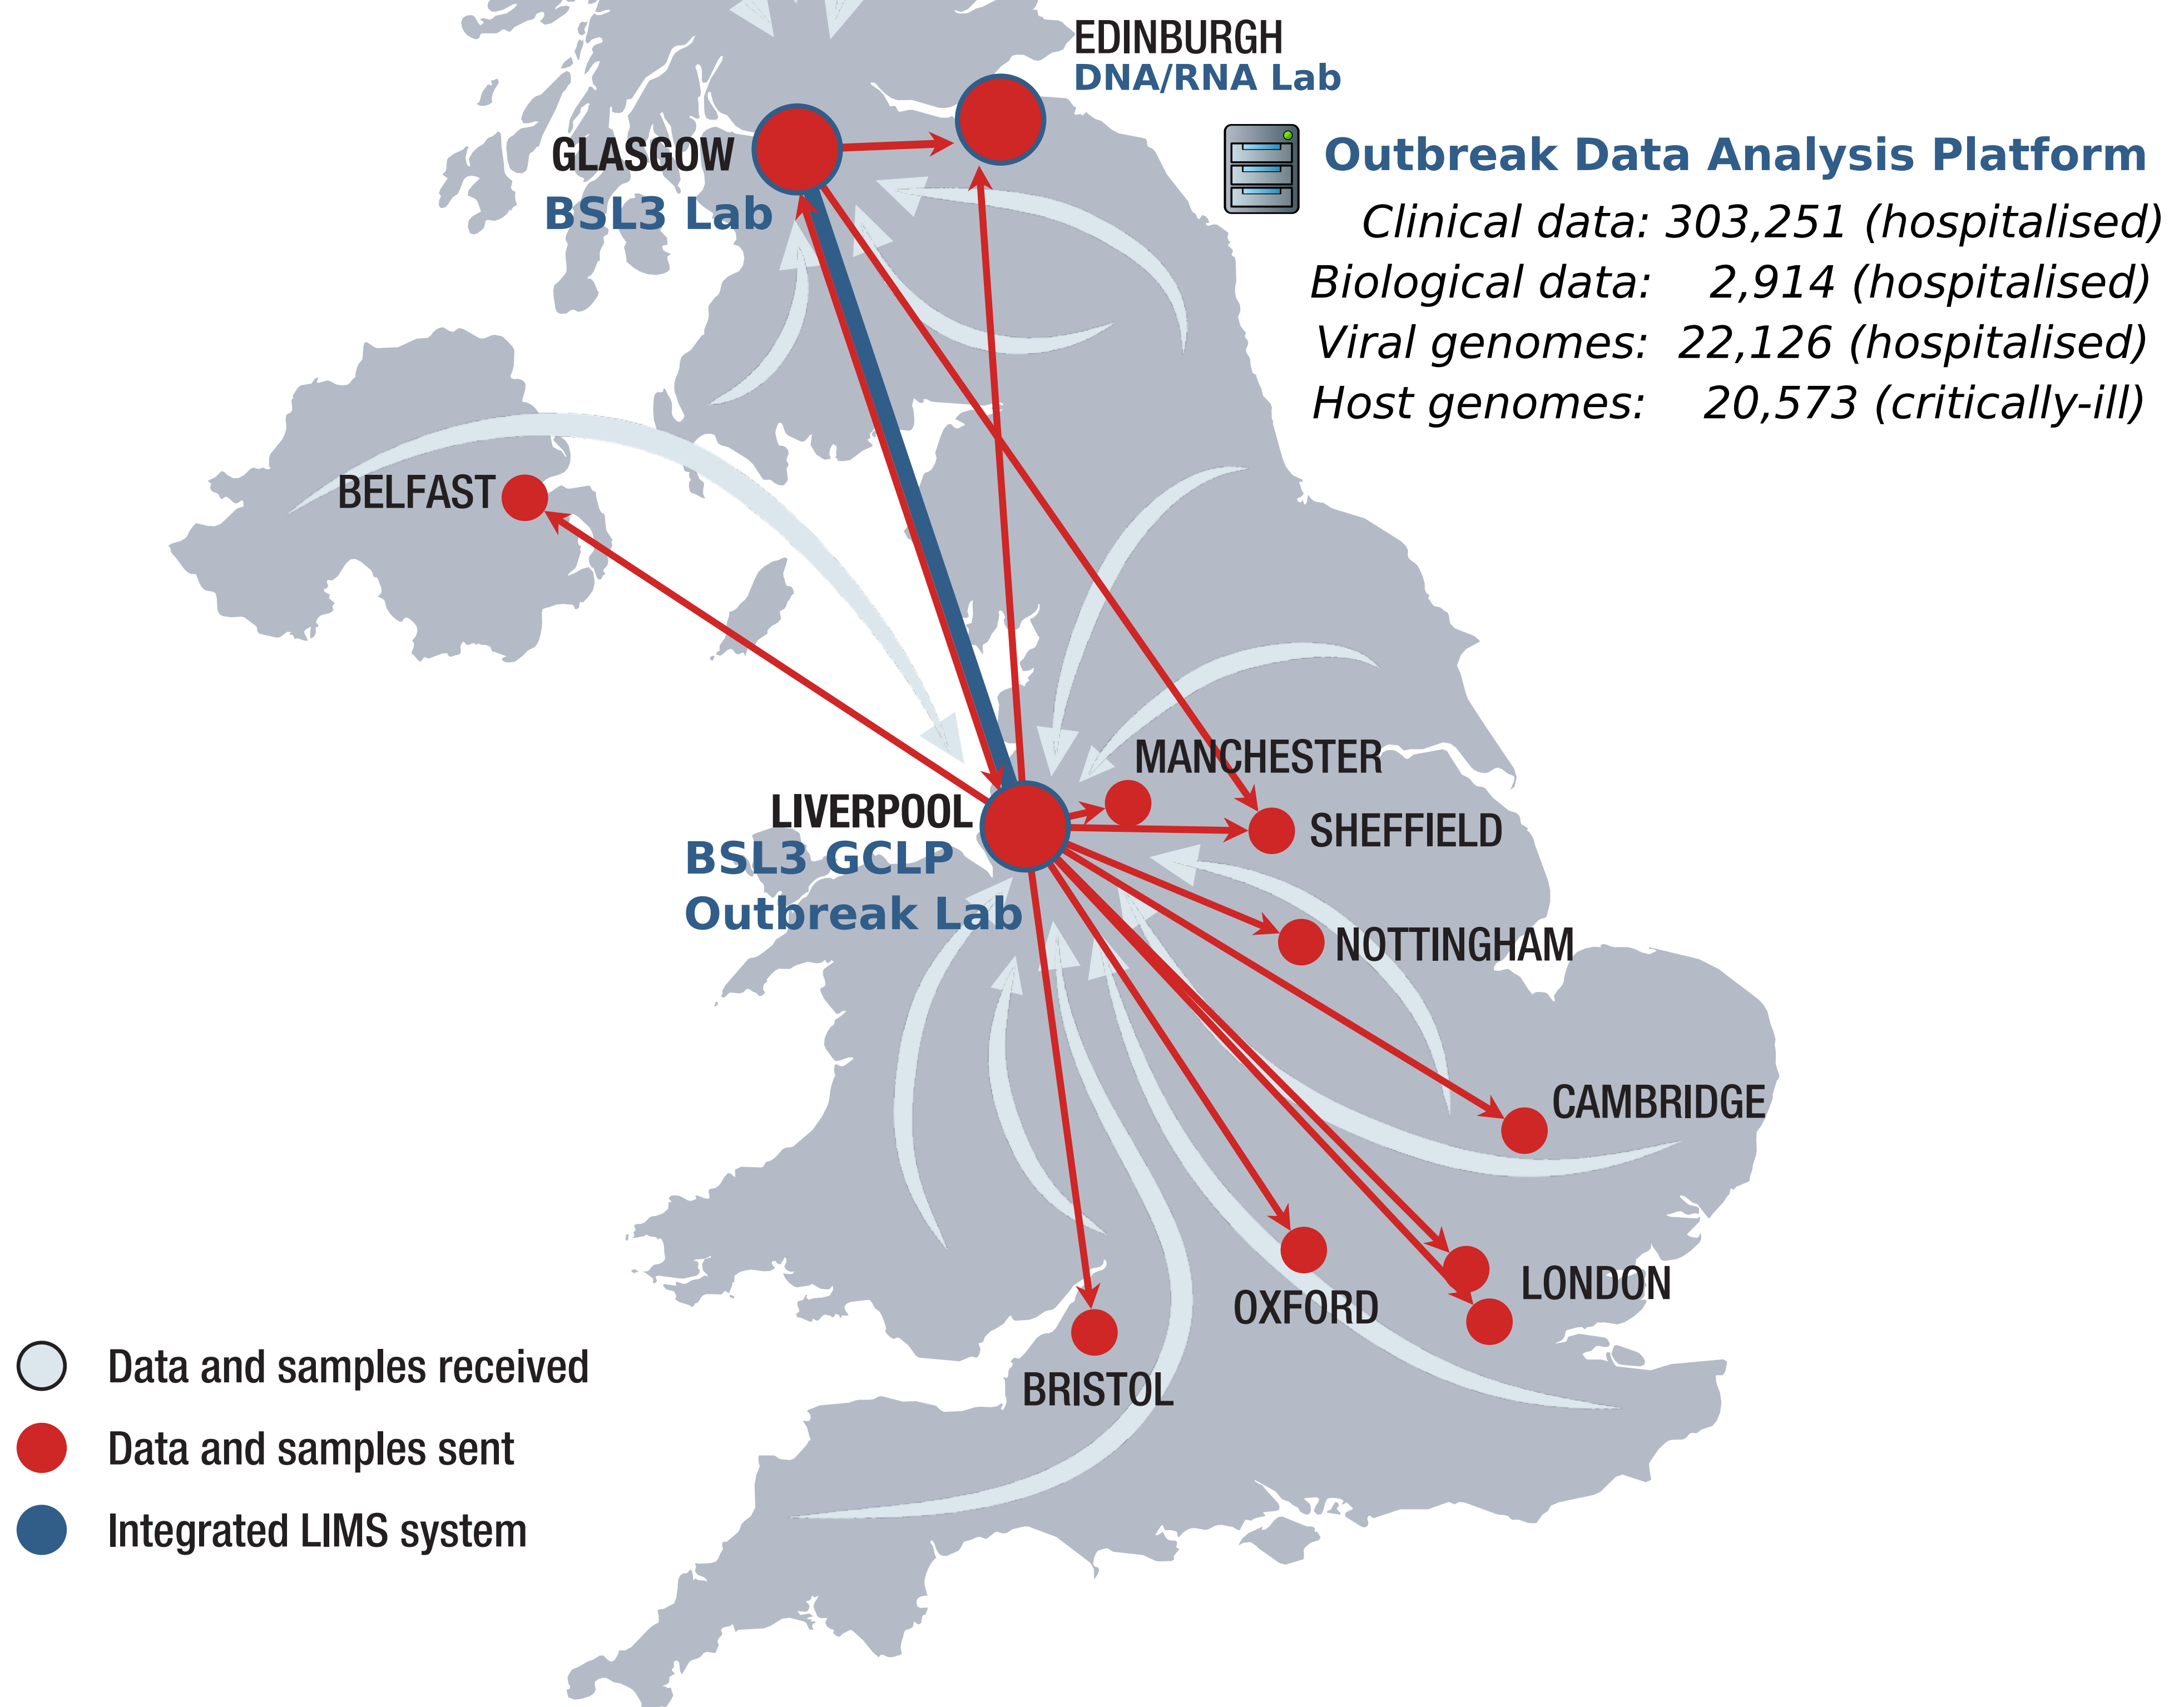 EDINBURGH
DNA/RNA Lab
GLASGOW
BSL3 Lab
Outbreak Data Analysis Platform
Clinical data: 303,251 (hospitalised)
Biological data: 2,914 (hospitalised)
Viral genomes: 22,126 (hospitalised)
Host genomes: 20,573 (critically-ill)
BELFAST
MANCHESTER
LIVERPOOL
BSL3 GCLP
Outbreak Lab
SHEFFIELD
NOTTINGHAM
CAMBRIDGE
LONDON
OXFORD
BRISTOL
Data and samples received
Data and samples sent
Integrated LIMS system